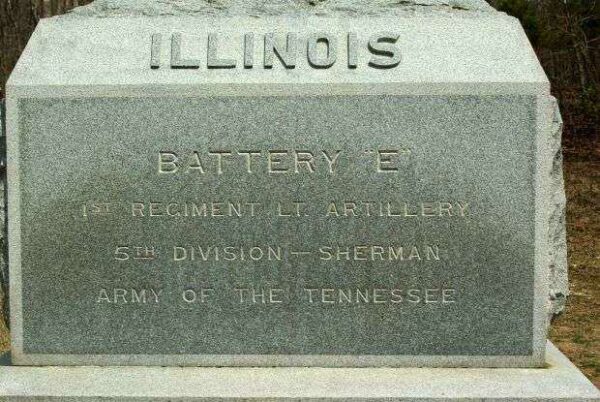 ILLINOIS
BATTERY "E"
1ST REGIMENT LT. ARTILLERY
5TH DIVISION — SHERMAN
ARMY OF THE TENNESSEE